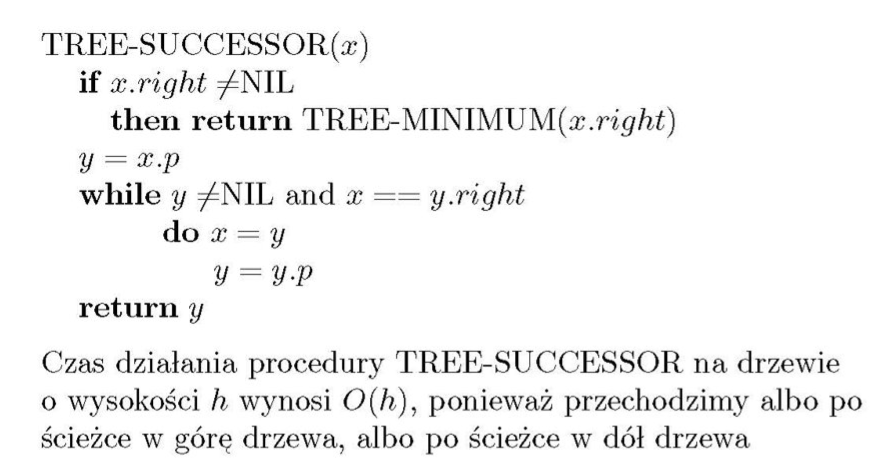 TREE-SUCCESSOR(x)
if x.right ≠NIL
then return TREE-MINIMUM(x.right)
y = x.p
while y ≠NIL and x == y.right
do x = y
y = y.p
return y
Czas działania procedury TREE-SUCCESSOR na drzewie
o wysokości h wynosi O(h), ponieważ przechodzimy albo po
ścieżce w górę drzewa, albo po ścieżce w dół drzewa